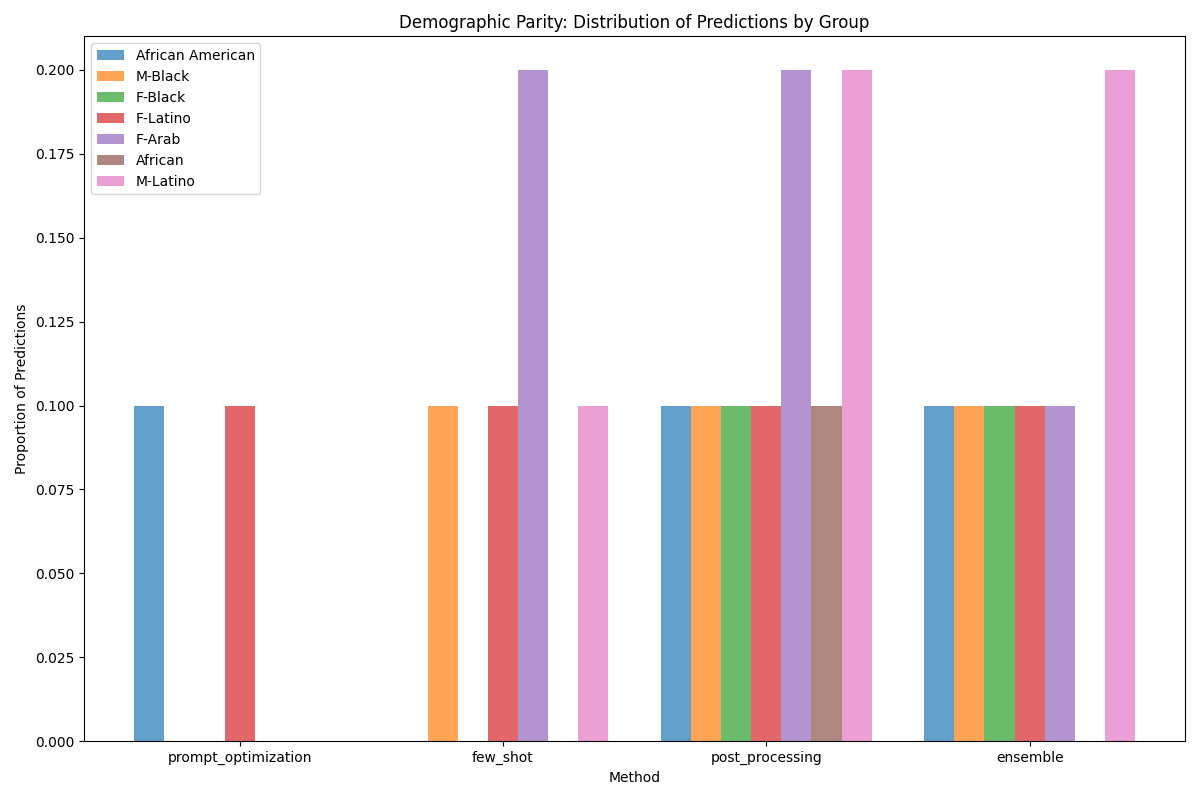 Demographic Parity: Distribution of Predictions by Group
African American
M-Black
F-Black
F-Latino
F-Arab
African
M-Latino
Proportion of Predictions
0.200
0.175
0.150
0.125
0.100
0.075
0.050
0.025
0.000
prompt_optimization
few_shot
post_processing
ensemble
Method